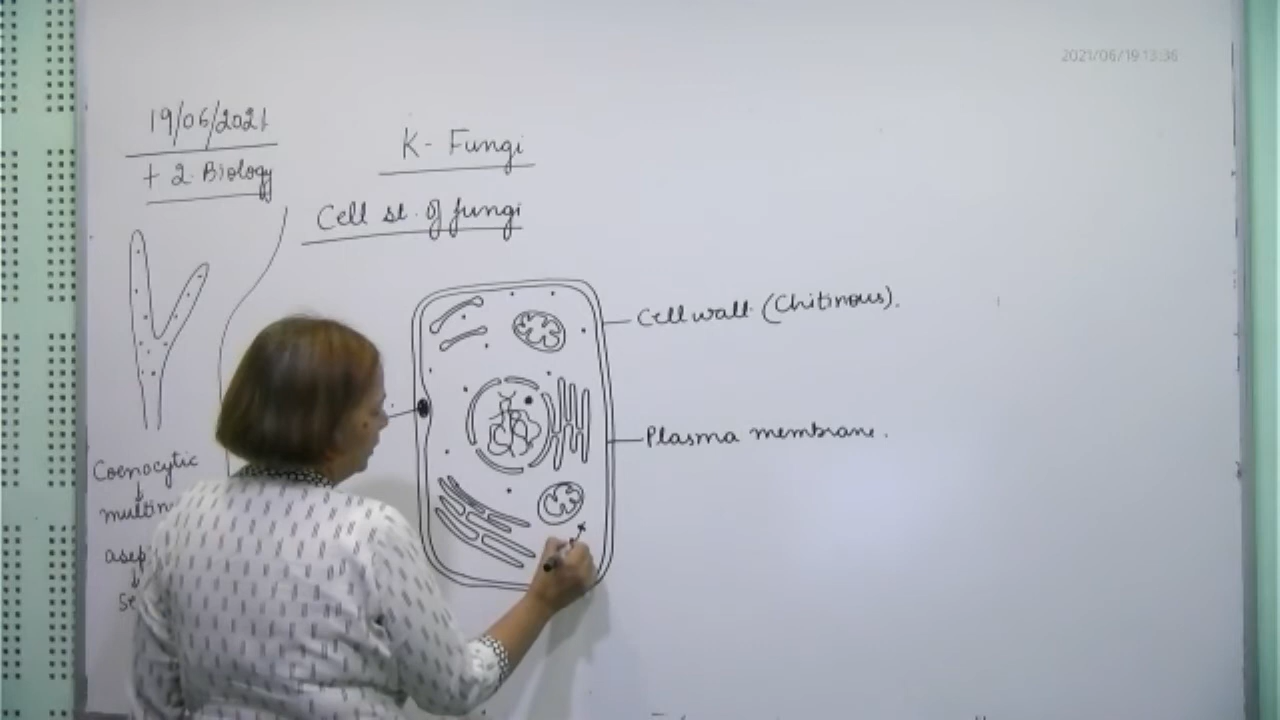 2021/06/19 13:36
19/06/2021
+ 2. Biology
K- Fungi
Cell st. of fungi
Cell wall (Chitinous).
Plasma membrane.
Coenocytic